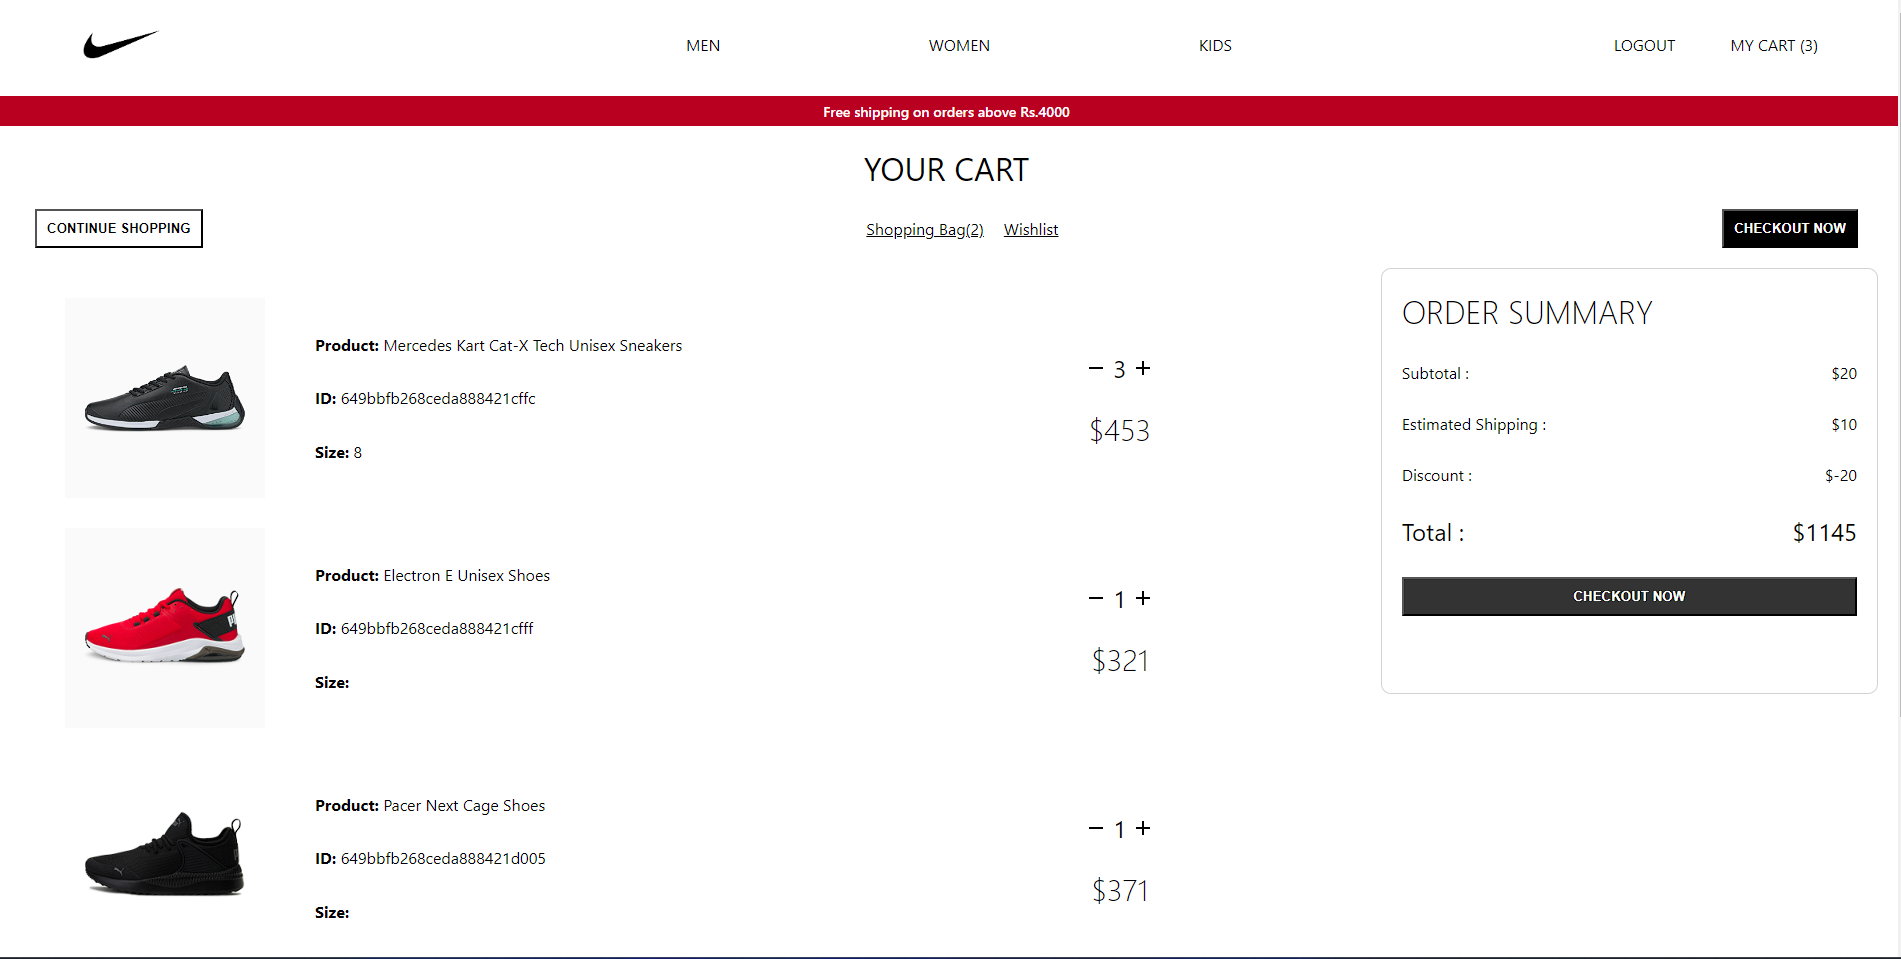 MEN WOMEN KIDS LOGOUT MY CART (3)
Free shipping on orders above Rs.4000
YOUR CART
CONTINUE SHOPPING Shopping Bag(2) Wishlist CHECKOUT NOW
Product: Mercedes Kart Cat-X Tech Unisex Sneakers
ID: 649bbfb268ceda888421cffc
Size: 8
− 3 +
$453
Product: Electron E Unisex Shoes
ID: 649bbfb268ceda888421cfff
Size:
− 1 +
$321
Product: Pacer Next Cage Shoes
ID: 649bbfb268ceda888421d005
Size:
− 1 +
$371
ORDER SUMMARY
Subtotal : $20
Estimated Shipping : $10
Discount : $-20
Total : $1145
CHECKOUT NOW